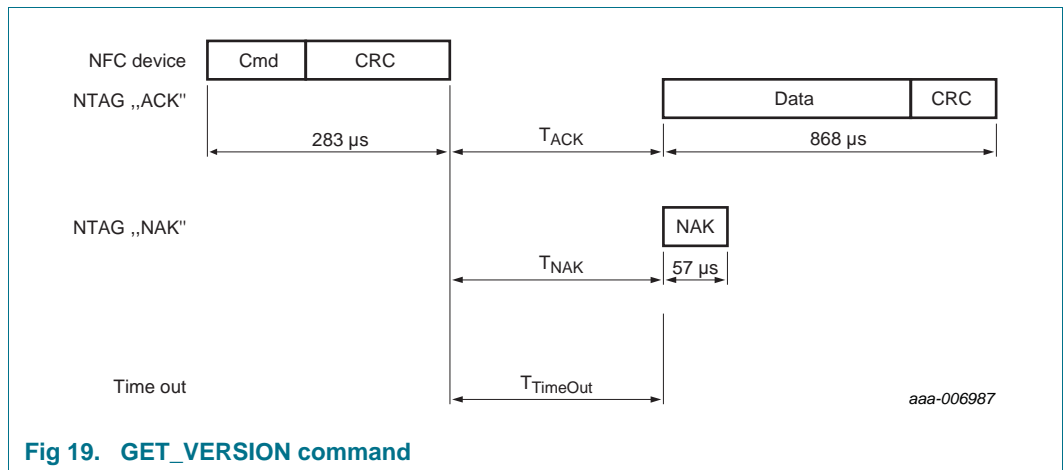 NFC device Cmd CRC
NTAG ,,ACK" Data CRC
283 µs TACK 868 µs
NTAG ,,NAK" NAK
TNAK 57 µs
Time out TTimeOut aaa-006987
Fig 19. GET_VERSION command